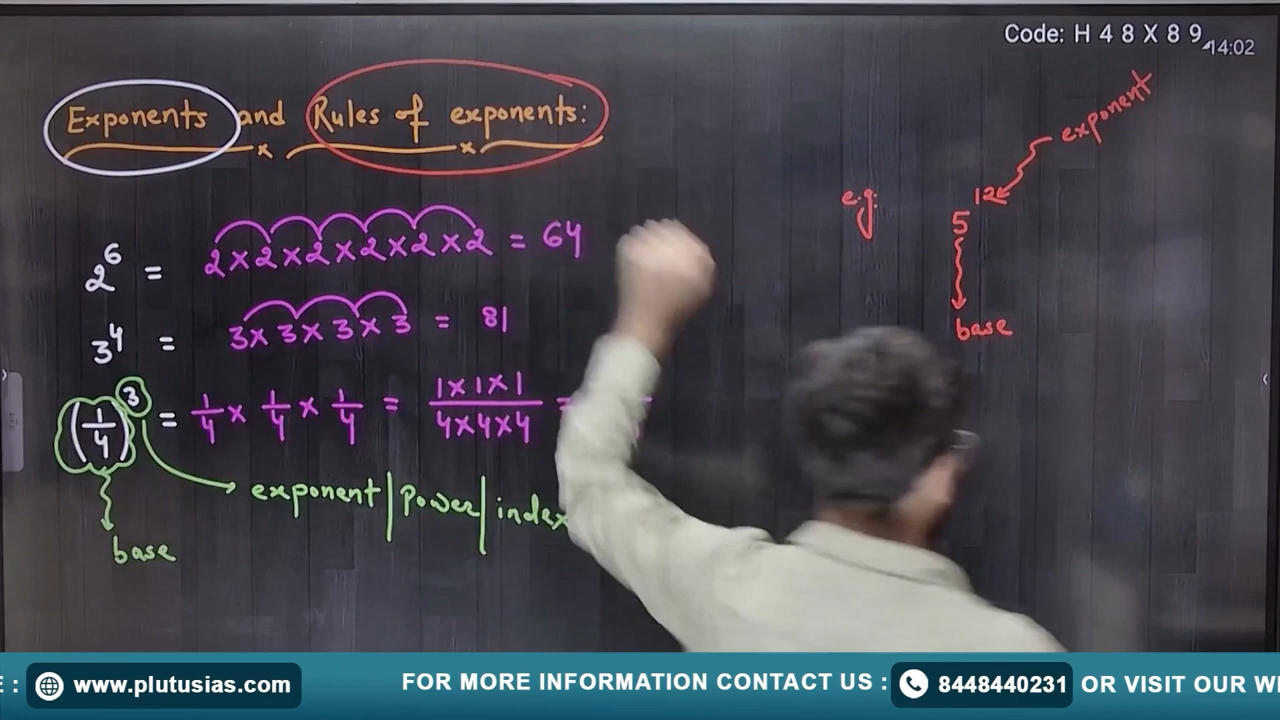 Code: H 4 8 X 8 9
14:02
Exponents and Rules of exponents:
2^6 = 2×2×2×2×2×2 = 64
3^4 = 3×3×3×3 = 81
(1/4)^3 = 1/4 × 1/4 × 1/4 = 1×1×1/4×4×4 =
exponent|power|index
base
e.g:
exponent
5^12
base
www.plutusias.com
FOR MORE INFORMATION CONTACT US :
8448440231
OR VISIT OUR